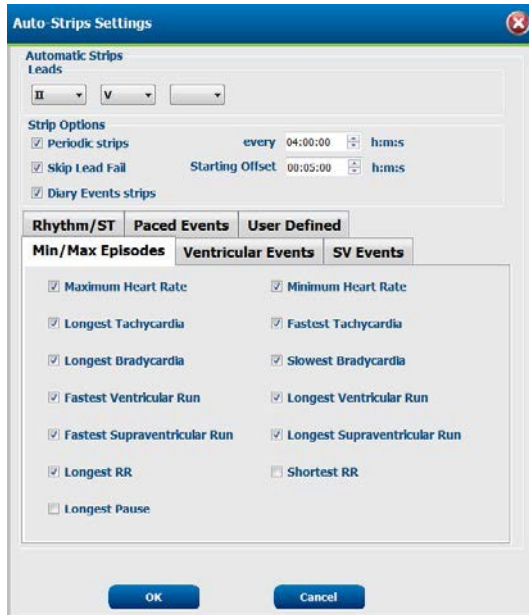 Auto-Strips Settings
Automatic Strips
Leads
II V
Strip Options
Periodic strips every 04:00:00 h:m:s
Skip Lead Fail Starting Offset 00:05:00 h:m:s
Diary Events strips
Rhythm/ST Paced Events User Defined
Min/Max Episodes Ventricular Events SV Events
Maximum Heart Rate Minimum Heart Rate
Longest Tachycardia Fastest Tachycardia
Longest Bradycardia Slowest Bradycardia
Fastest Ventricular Run Longest Ventricular Run
Fastest Supraventricular Run Longest Supraventricular Run
Longest RR Shortest RR
Longest Pause
OK Cancel